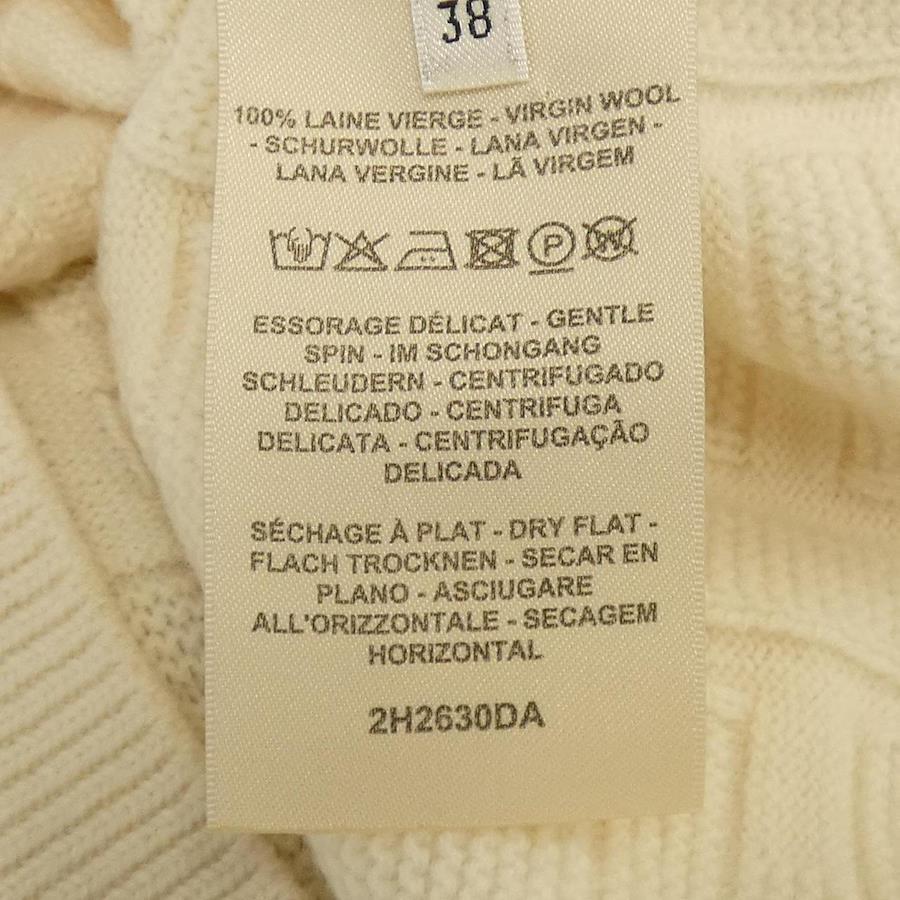 38
100% LAINE VIERGE - VIRGIN WOOL
- SCHURWOLLE - LANA VIRGEN -
LANA VERGINE - LÃ VIRGEM
P
W
ESSORAGE DÉLICAT - GENTLE
SPIN - IM SCHONGANG
SCHLEUDERN - CENTRIFUGADO
DELICADO - CENTRIFUGA
DELICATA - CENTRIFUGAÇÃO
DELICADA
SÉCHAGE À PLAT - DRY FLAT -
FLACH TROCKNEN - SECAR EN
PLANO - ASCIUGARE
ALL'ORIZZONTALE - SECAGEM
HORIZONTAL
2H2630DA